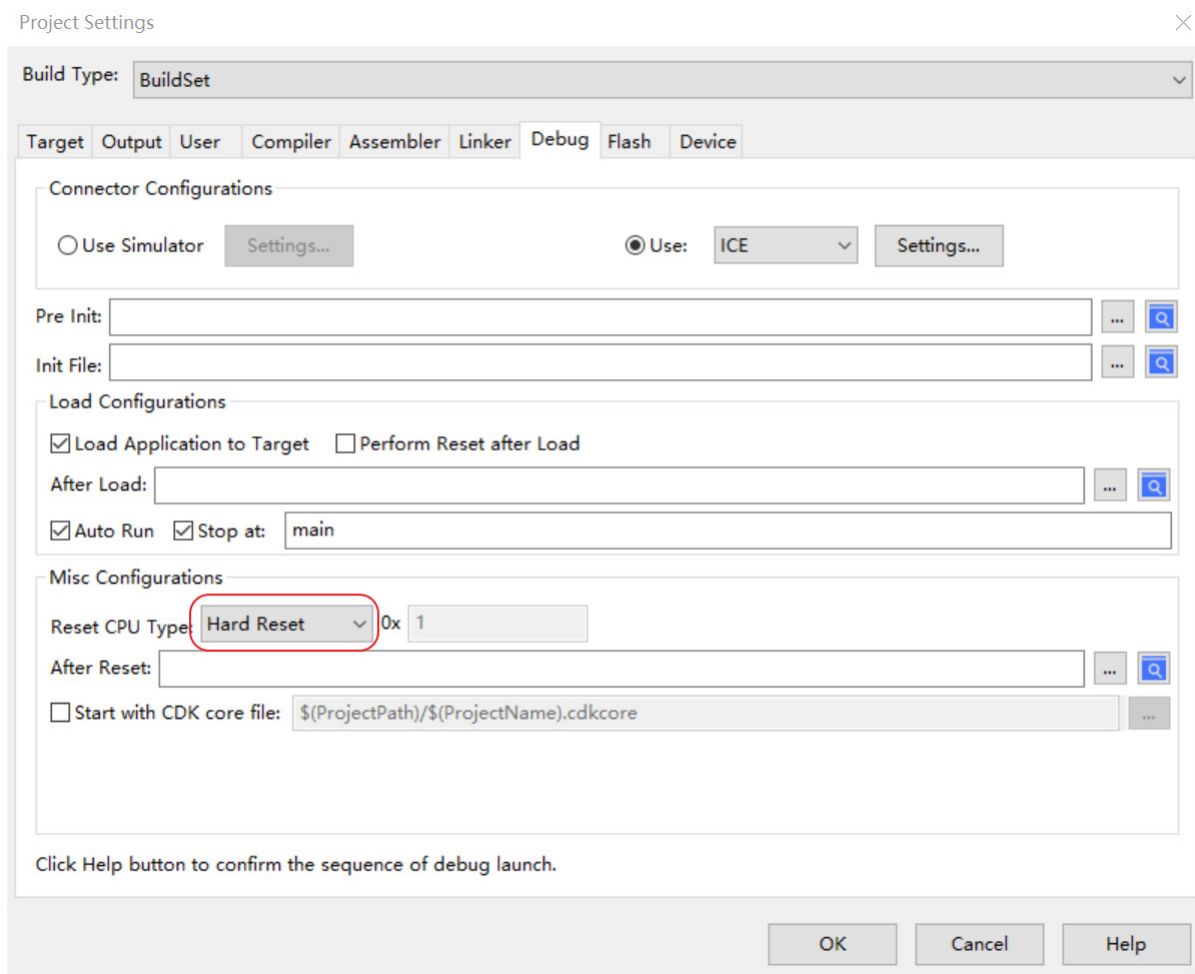 Project Settings
Build Type: BuildSet
Target Output User Compiler Assembler Linker Debug Flash Device
Connector Configurations
Use Simulator Settings... Use: ICE Settings...
Pre Init: ...
Init File: ...
Load Configurations
Load Application to Target Perform Reset after Load
After Load: ...
Auto Run Stop at: main
Misc Configurations
Reset CPU Type: Hard Reset 0x 1
After Reset: ...
Start with CDK core file: $(ProjectPath)/$(ProjectName).cdkcore ...
Click Help button to confirm the sequence of debug launch.
OK Cancel Help